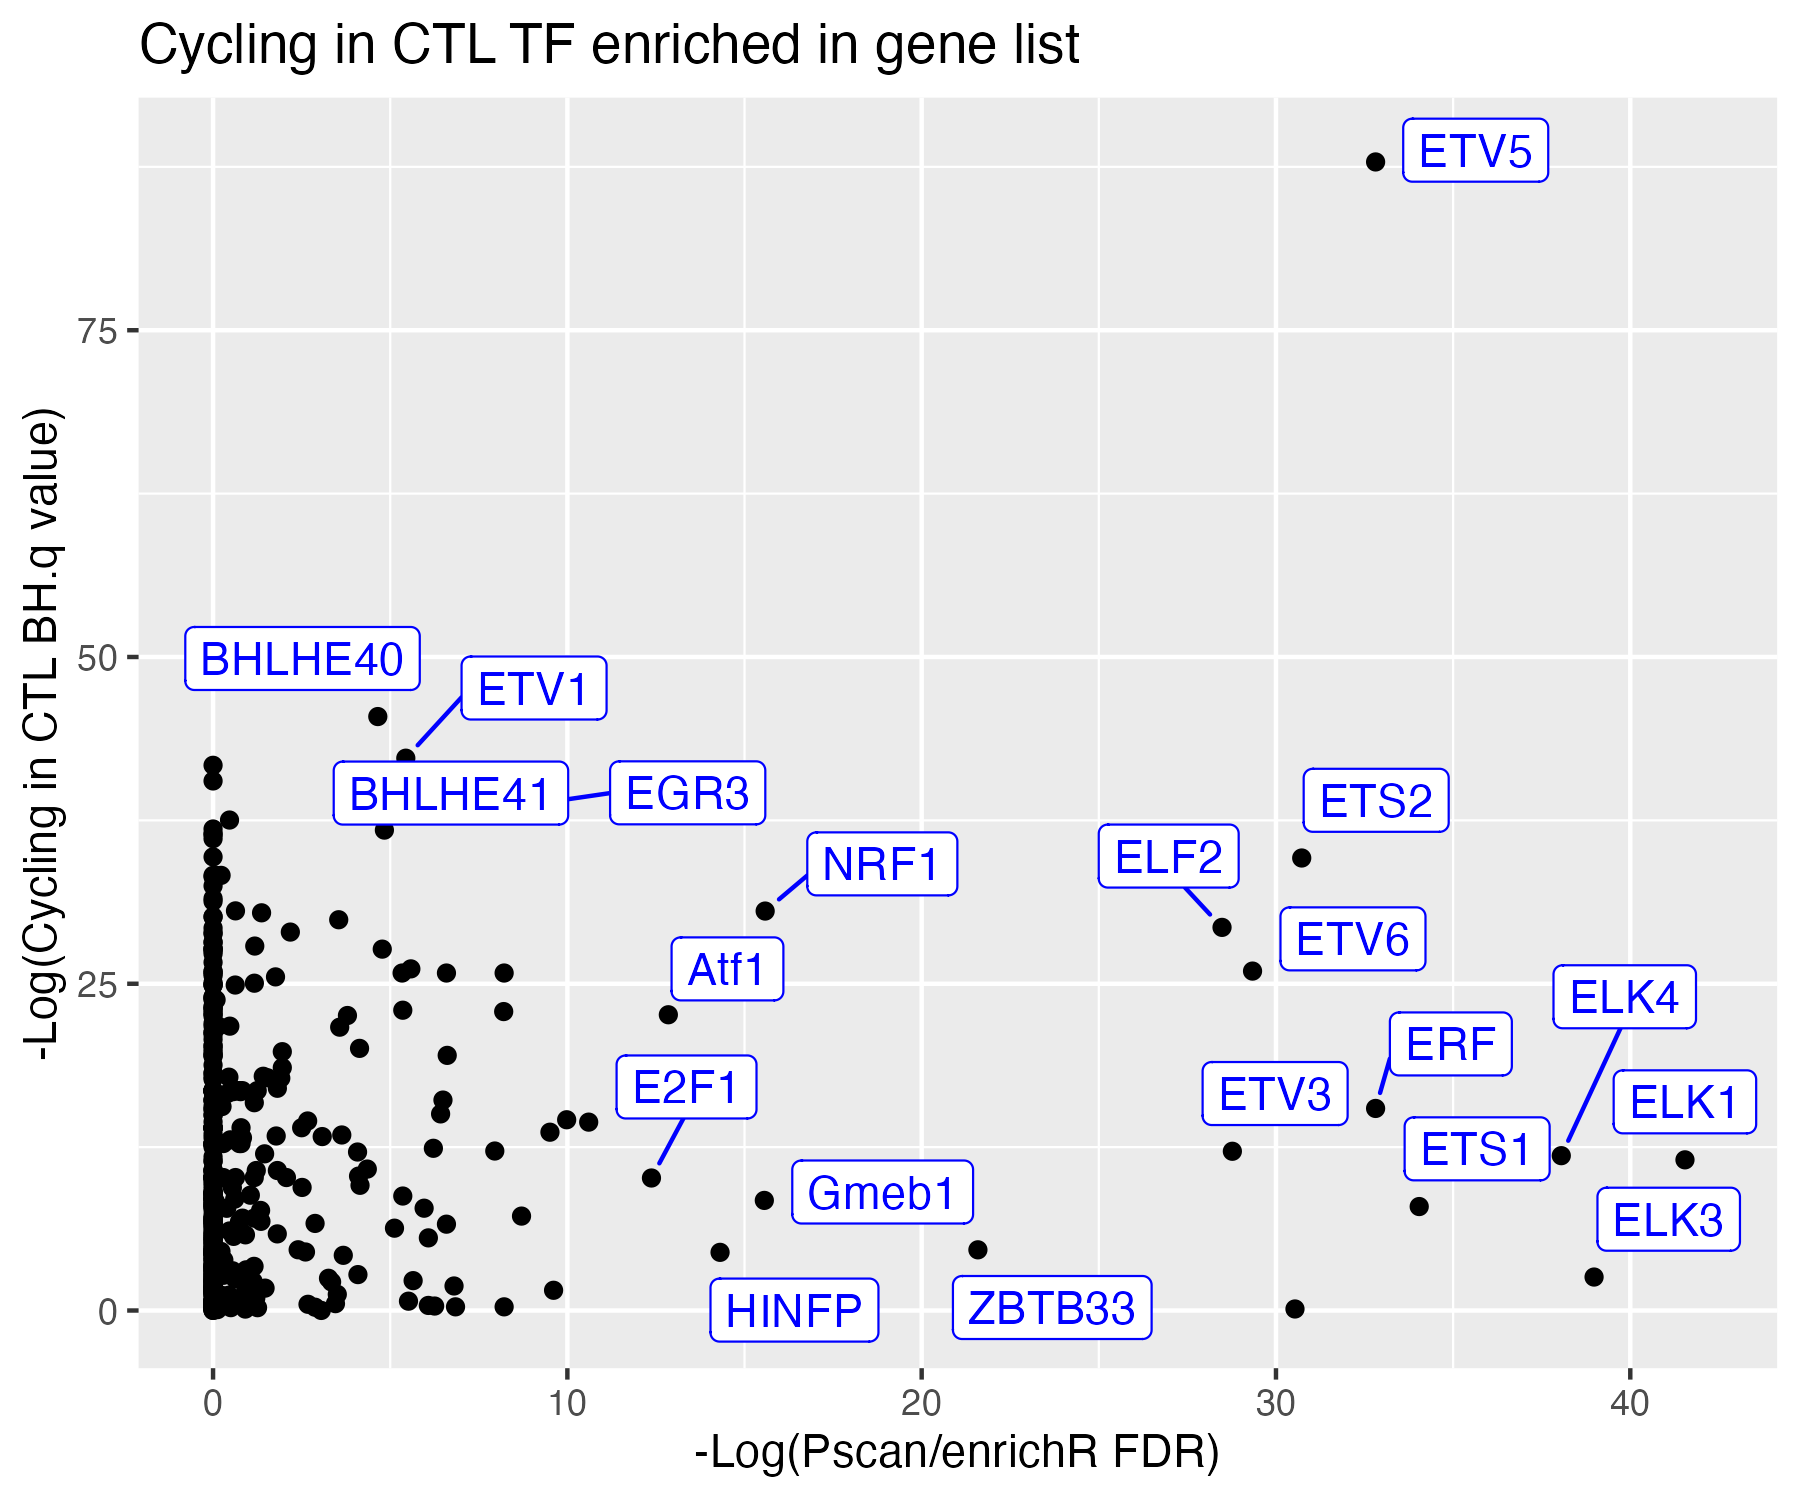 Cycling in CTL TF enriched in gene list
-Log(Cycling in CTL BH.q value)
75
50
25
0
ETV5
BHLHE40
ETV1
BHLHE41
EGR3
ETS2
NRF1
ELF2
ETV6
Atf1
ELK4
ERF
E2F1
ETV3
ELK1
ETS1
Gmeb1
ELK3
HINFP
ZBTB33
0
10
20
30
40
-Log(Pscan/enrichR FDR)